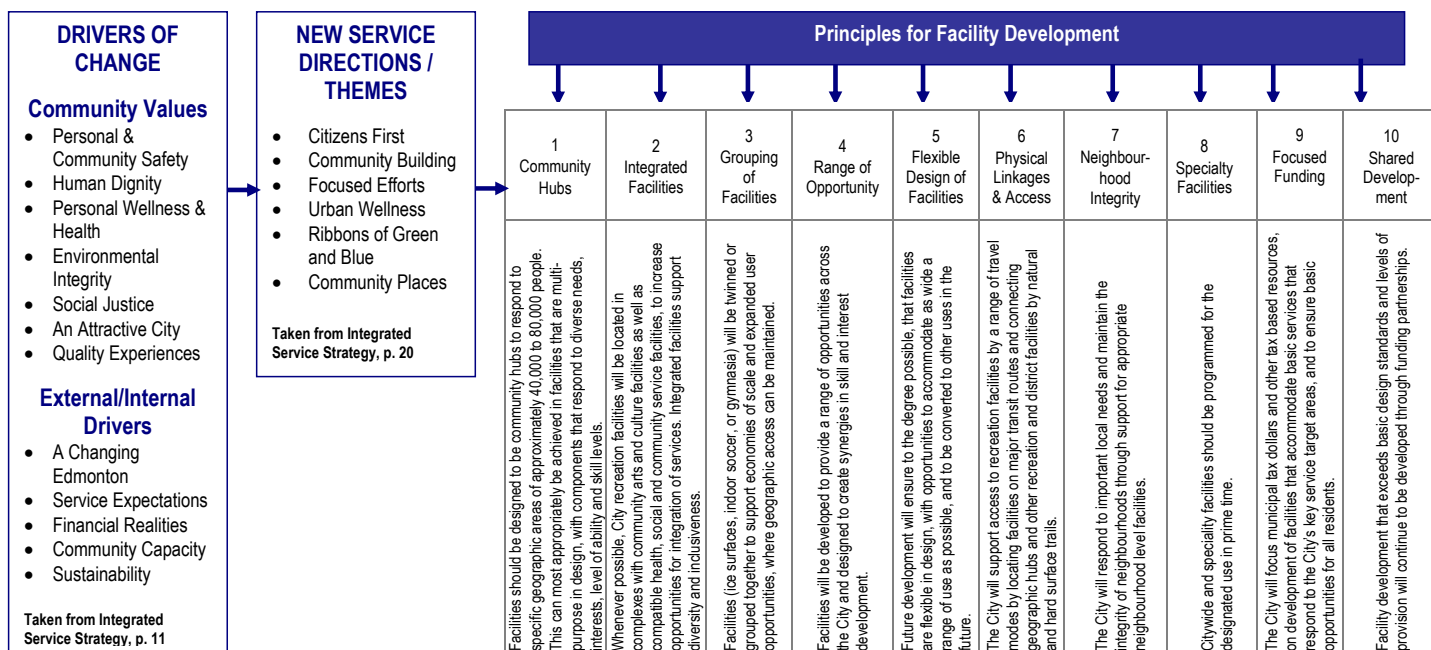 DRIVERS OF
CHANGE
Community Values
• Personal &
Community Safety
• Human Dignity
• Personal Wellness &
Health
• Environmental
Integrity
• Social Justice
• An Attractive City
• Quality Experiences
External/Internal
Drivers
• A Changing
Edmonton
• Service Expectations
• Financial Realities
• Community Capacity
• Sustainability
Taken from Integrated
Service Strategy, p. 11
NEW SERVICE
DIRECTIONS /
THEMES
• Citizens First
• Community Building
• Focused Efforts
• Urban Wellness
• Ribbons of Green
and Blue
• Community Places
Taken from Integrated
Service Strategy, p. 20
Principles for Facility Development
1
Community
Hubs
2
Integrated
Facilities
3
Grouping
of
Facilities
4
Range of
Opportunity
5
Flexible
Design of
Facilities
6
Physical
Linkages
& Access
7
Neighbour-
hood
Integrity
8
Specialty
Facilities
9
Focused
Funding
10
Shared
Develop-
ment
Facilities should be designed to be community hubs to respond to
specific geographic areas of approximately 40,000 to 80,000 people.
This can most appropriately be achieved in facilities that are multi-
purpose in design, with components that respond to diverse needs,
interests, level of ability and skill levels.
Whenever possible, City recreation facilities will be located in
complexes with community arts and culture facilities as well as
compatible health, social and community service facilities, to increase
opportunities for integration of services. Integrated facilities support
diversity and inclusiveness.
Facilities (ice surfaces, indoor soccer, or gymnasia) will be twinned or
grouped together to support economies of scale and expanded user
opportunities, where geographic access can be maintained.
Facilities will be developed to provide a range of opportunities across
the City and designed to create synergies in skill and interest
development.
Future development will ensure to the degree possible, that facilities
are flexible in design, with opportunities to accommodate as wide a
range of use as possible, and to be converted to other uses in the
future.
The City will support access to recreation facilities by a range of travel
modes by locating facilities on major transit routes and connecting
geographic hubs and other recreation and district facilities by natural
and hard surface trails.
The City will respond to important local needs and maintain the
integrity of neighbourhoods through support for appropriate
neighbourhood level facilities.
Citywide and speciality facilities should be programmed for the
designated use in prime time.
The City will focus municipal tax dollars and other tax based resources,
on development of facilities that accommodate basic services that
respond to the City's key service target areas, and to ensure basic
opportunities for all residents.
Facility development that exceeds basic design standards and levels of
provision will continue to be developed through funding partnerships.